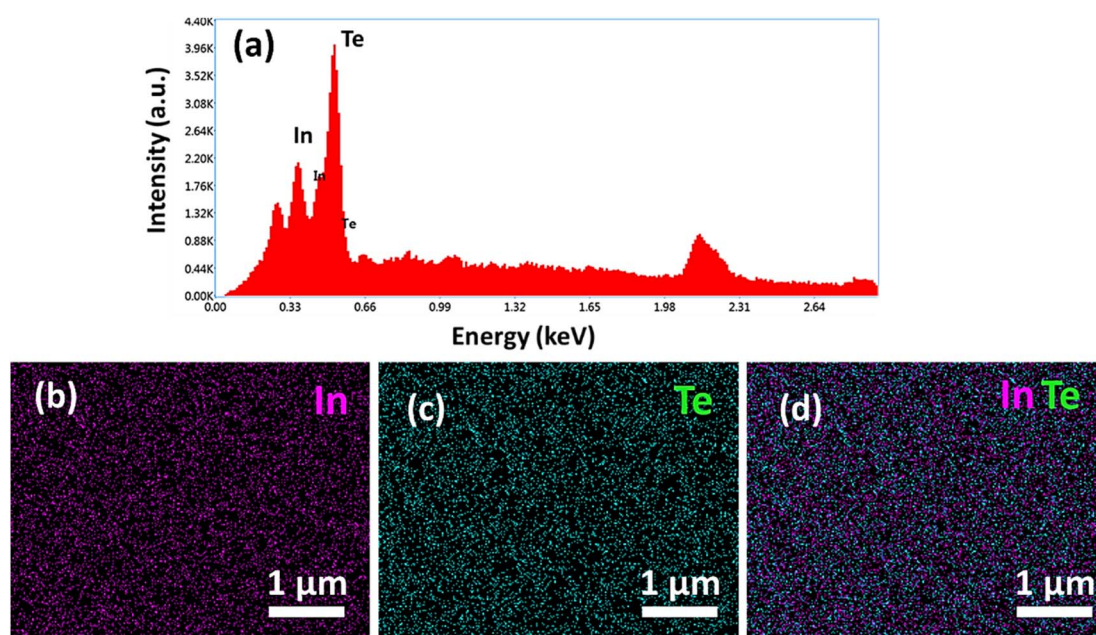 (a)
4.40K
3.96K
3.52K
3.08K
2.64K
2.20K
1.76K
1.32K
0.88K
0.44K
0.00K
Intensity (a.u.)
Te
In
In
Te
0.00 0.33 0.66 0.99 1.32 1.65 1.98 2.31 2.64
Energy (keV)
(b) In
1 μm
(c) Te
1 μm
(d) In Te
1 μm